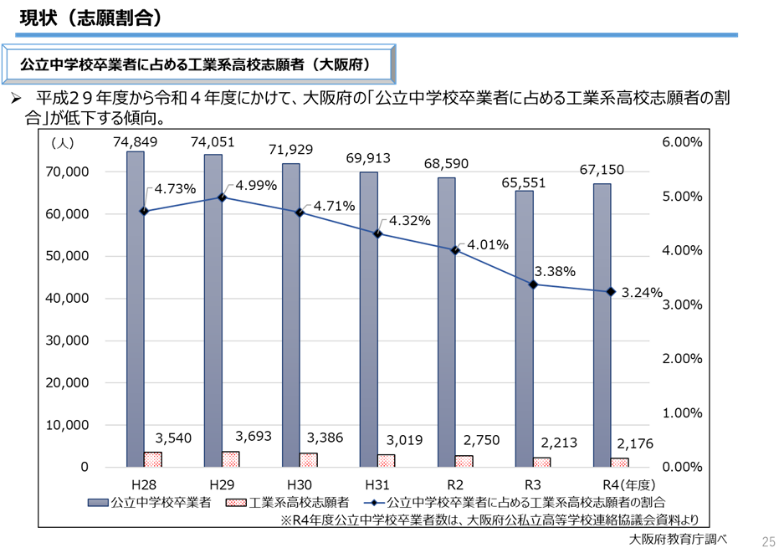 現状（志願割合）
公立中学校卒業者に占める工業系高校志願者（大阪府）
➢ 平成２９年度から令和４年度にかけて、大阪府の「公立中学校卒業者に占める工業系高校志願者の割
合」が低下する傾向。
（人）
74,849 74,051 71,929 69,913 68,590 65,551 67,150
6.00%
70,000
4.73% 4.99% 4.71% 4.32% 4.01% 3.38% 3.24%
5.00%
60,000
50,000
4.00%
40,000
3.00%
30,000
2.00%
20,000
1.00%
10,000
3,540 3,693 3,386 3,019 2,750 2,213 2,176
0
0.00%
H28 H29 H30 H31 R2 R3 R4（年度）
公立中学校卒業者 工業系高校志願者 公立中学校卒業者に占める工業系高校志願者の割合
※R4年度公立中学校卒業者数は、大阪府公私立高等学校連絡協議会資料より
大阪府教育庁調べ
25